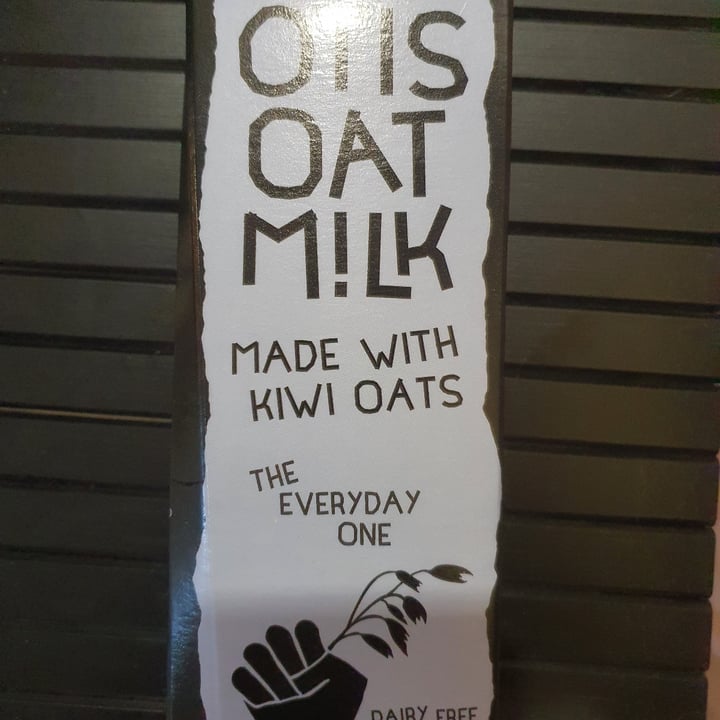 OTIS
OAT
M!LK
MADE WITH
KIWI OATS
THE
EVERYDAY
ONE
DAIRY FREE